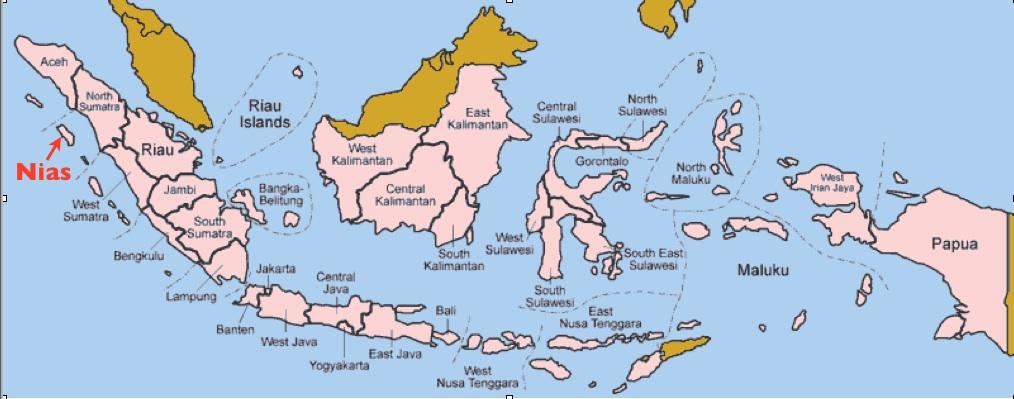 Aceh
North
Sumatra
Nias
Riau
Riau
Islands
West
Sumatra
Jambi
Bangka-
Belitung
South
Sumatra
Bengkulu
Lampung
Jakarta
Banten
West Java
Central
Java
Yogyakarta
East Java
Bali
West
Nusa Tenggara
East
Nusa Tenggara
West
Kalimantan
Central
Kalimantan
East
Kalimantan
South
Kalimantan
Central
Sulawesi
North
Sulawesi
Gorontalo
West
Sulawesi
South
Sulawesi
South East
Sulawesi
North
Maluku
Maluku
West
Irian Jaya
Papua